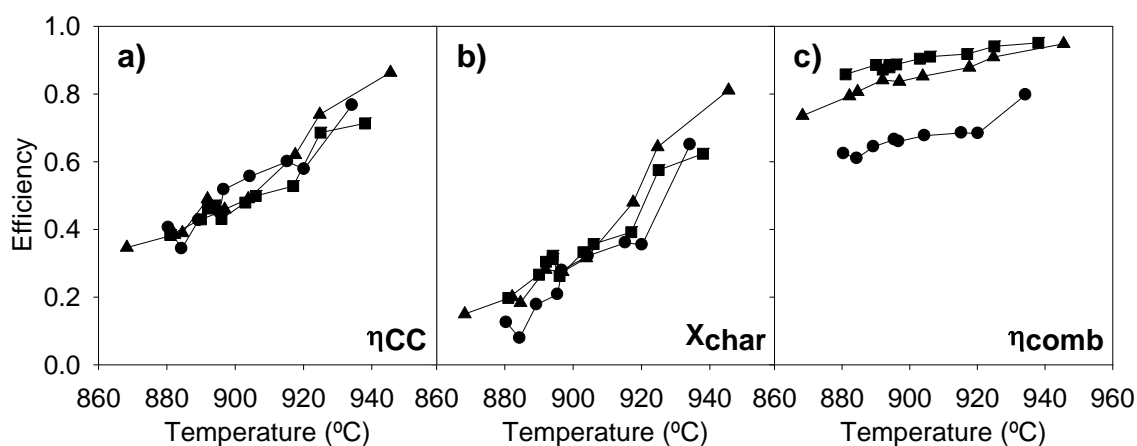 1.0
0.8
0.6
0.4
0.2
0.0
Efficiency
a)
b)
c)
ηCC
Xchar
ηcomb
860 880 900 920 940 860 880 900 920 940 860 880 900 920 940 960
Temperature (ºC) Temperature (ºC) Temperature (ºC)